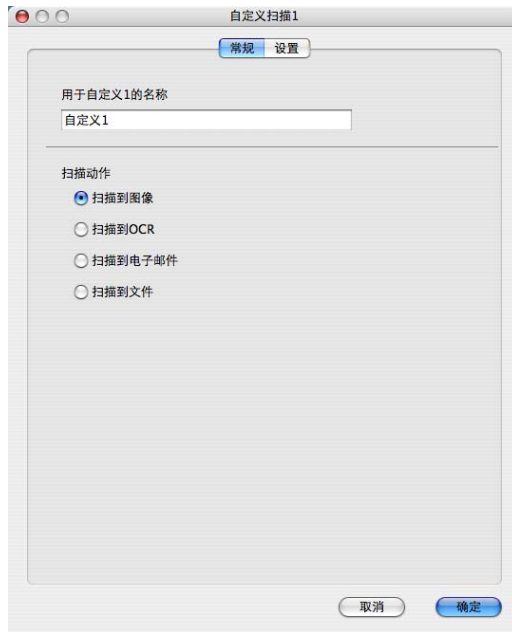 自定义扫描1
常规 设置
用于自定义1的名称
自定义1
扫描动作
扫描到图像
扫描到OCR
扫描到电子邮件
扫描到文件
取消 确定